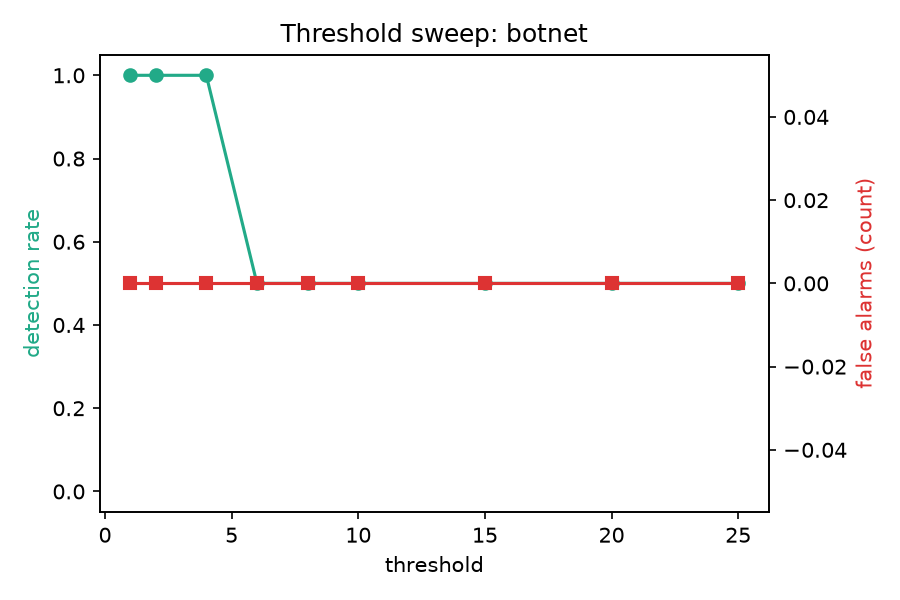 Threshold sweep: botnet
1.0
0.8
0.6
0.4
0.2
0.0
detection rate
0.04
0.02
0.00
−0.02
−0.04
false alarms (count)
0 5 10 15 20 25
threshold